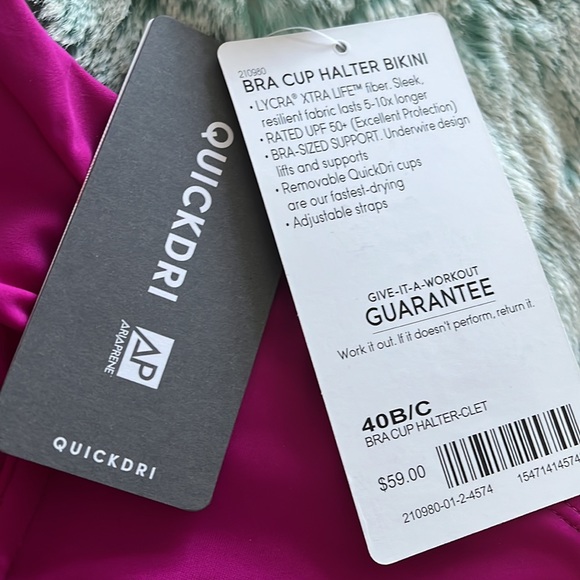 QUICKDRI
AP
ARIAPRENE
QUICKDRI
210980
BRA CUP HALTER BIKINI
• LYCRA® XTRA LIFE™ fiber. Sleek,
resilient fabric lasts 5-10x longer
• RATED UPF 50+ (Excellent Protection)
• BRA-SIZED SUPPORT. Underwire design
lifts and supports
• Removable QuickDri cups
are our fastest-drying
• Adjustable straps
GIVE-IT-A-WORKOUT
GUARANTEE
Work it out. If it doesn't perform, return it.
40B/C
BRA CUP HALTER-CLET
$59.00
210980-01-2-4574
15471414574